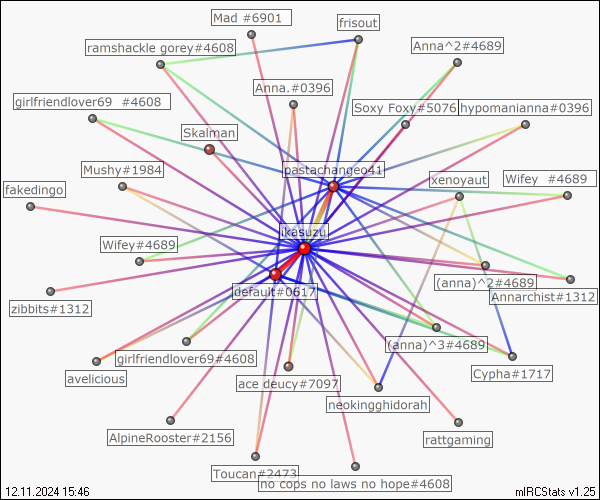 Mad #6901
frisout
ramshackle gorey#4608
Anna^2#4689
Anna.#0396
girlfriendlover69 #4608
Soxy Foxy#5076
hypomanianna#0396
Skalman
Mushy#1984
pastachangeo41
xenoyaut
Wifey #4689
fakedingo
ikasuzu
Wifey#4689
(anna)^2#4689
default#0617
Annarchist#1312
zibbits#1312
girlfriendlover69#4608
(anna)^3#4689
avelicious
ace deucy#7097
Cypha#1717
neokingghidorah
AlpineRooster#2156
rattgaming
Toucan#2473
no cops no laws no hope#4608
12.11.2024 15:46
mIRCStats v1.25